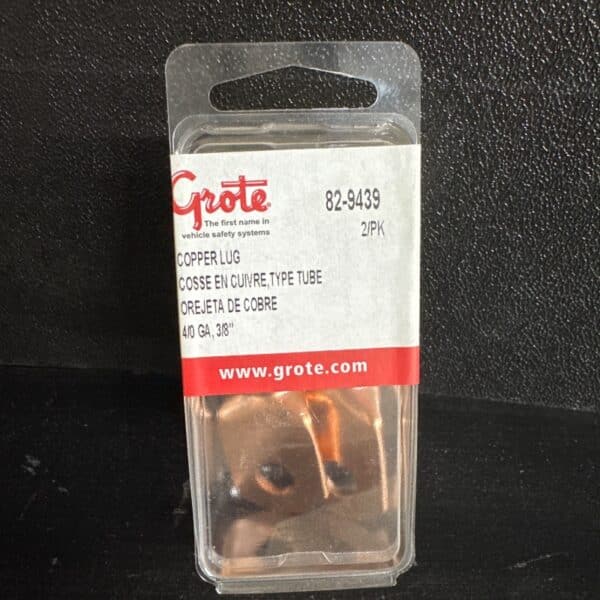 Grote®
82-9439
The first name in
vehicle safety systems
2/PK
COPPER LUG
COSSE EN CUIVRE,TYPE TUBE
OREJETA DE COBRE
4/0 GA, 3/8"
www.grote.com